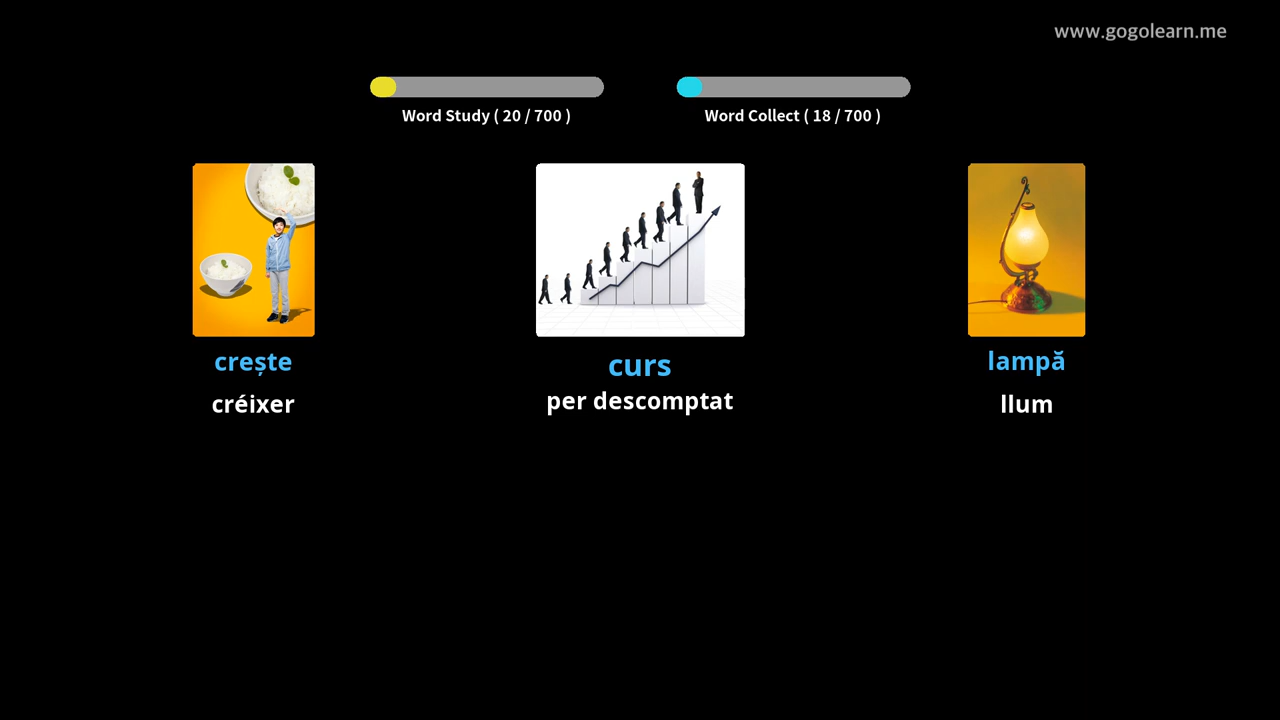 www.gogolearn.me
Word Study ( 20 / 700 )
Word Collect ( 18 / 700 )
crește
créixer
curs
per descomptat
lampă
llum